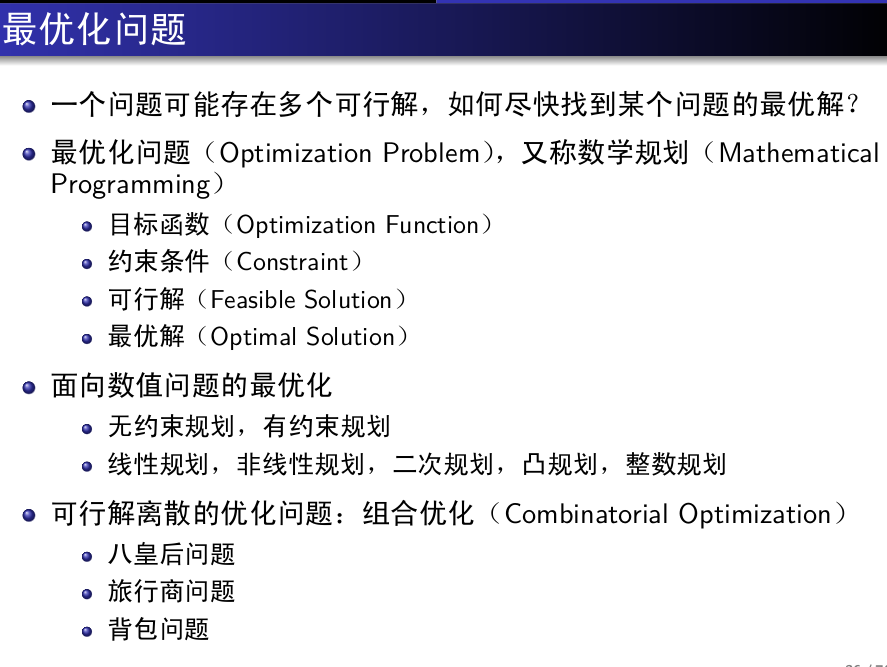 最优化问题
一个问题可能存在多个可行解，如何尽快找到某个问题的最优解？
最优化问题（Optimization Problem），又称数学规划（Mathematical
Programming）
目标函数（Optimization Function）
约束条件（Constraint）
可行解（Feasible Solution）
最优解（Optimal Solution）
面向数值问题的最优化
无约束规划，有约束规划
线性规划，非线性规划，二次规划，凸规划，整数规划
可行解离散的优化问题：组合优化（Combinatorial Optimization）
八皇后问题
旅行商问题
背包问题